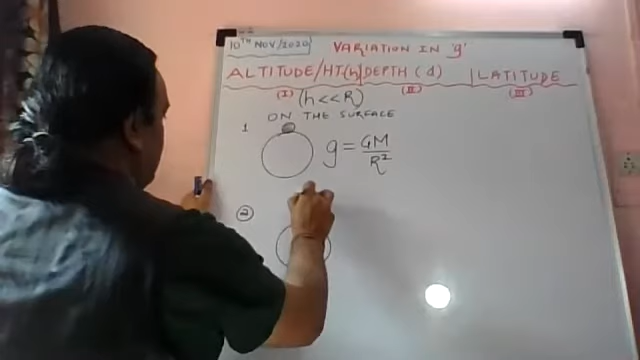 10TH NOV/2020 VARIATION IN 'g'
ALTITUDE/HT(h) DEPTH (d) LATITUDE
(I) (II) (III)
(h<<R)
ON THE SURFACE
1 g = GM/R²
2